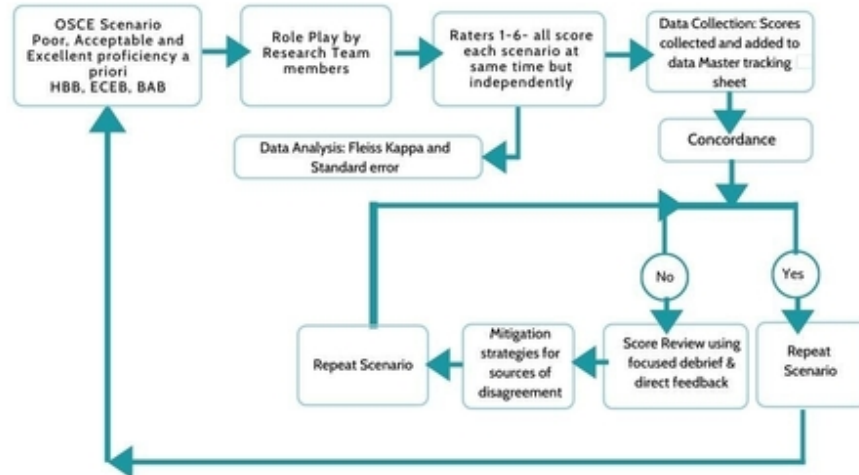 OSCE Scenario
Poor, Acceptable and
Excellent proficiency a
priori
HBB, ECEB, BAB
Role Play by
Research Team
members
Raters 1-6- all score
each scenario at
same time but
independently
Data Collection: Scores
collected and added to
data Master tracking
sheet
Data Analysis: Fleiss Kappa and
Standard error
Concordance
No
Yes
Repeat Scenario
Mitigation
strategies for
sources of
disagreement
Score Review using
focused debrief &
direct feedback
Repeat
Scenario